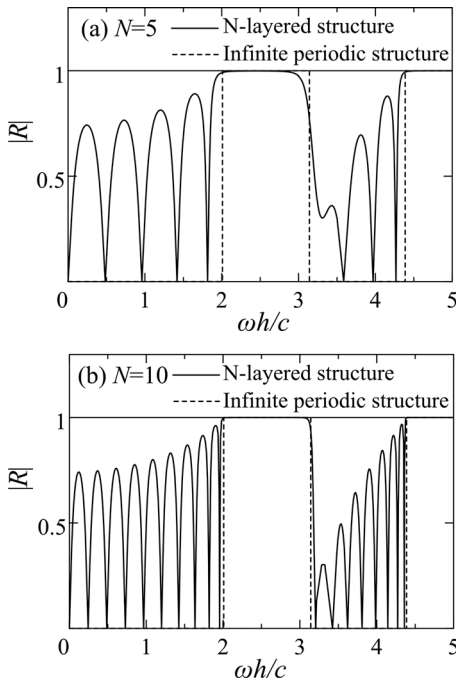 (a) N=5
N-layered structure
Infinite periodic structure
|R|
1
0.5
0 1 2 3 4 5
ωh/c
(b) N=10
N-layered structure
Infinite periodic structure
|R|
1
0.5
0 1 2 3 4 5
ωh/c